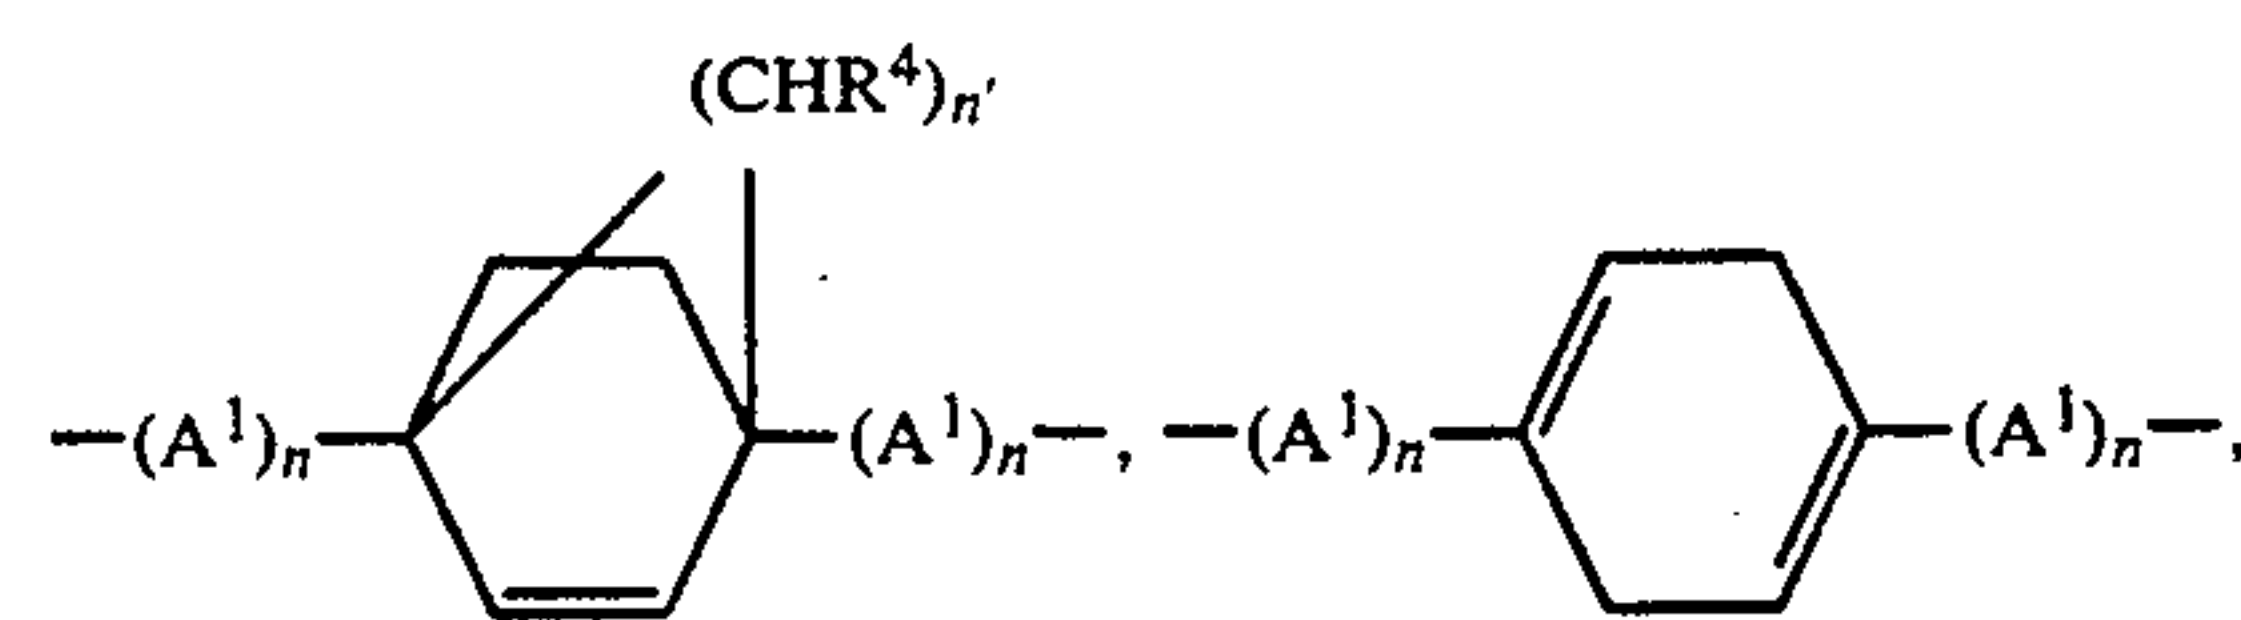 (CHR⁴)n'
—(A¹)n— —(A¹)n—, —(A¹)n— —(A¹)n—,